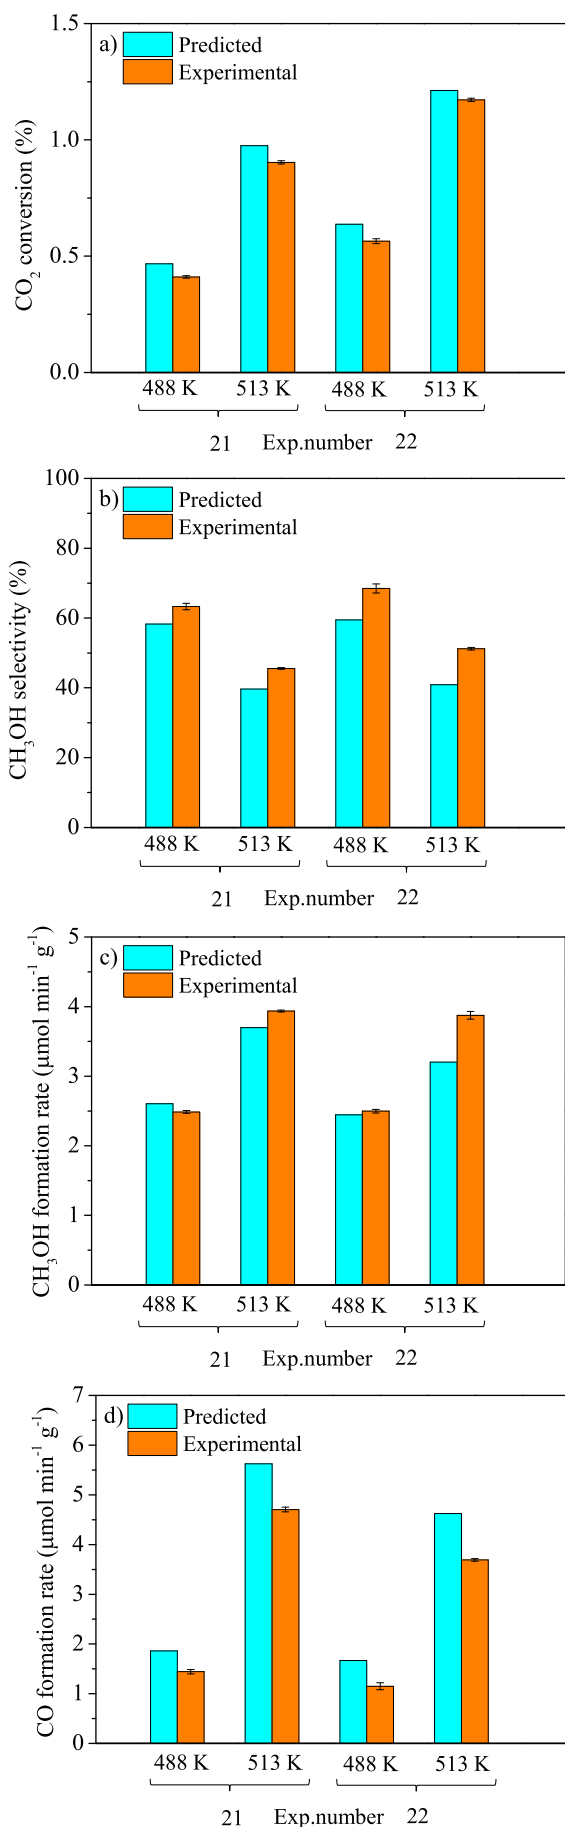 a)
Predicted
Experimental
CO₂ conversion (%)
1.5
1.0
0.5
0.0
488 K 513 K 488 K 513 K
21 Exp.number 22
b)
Predicted
Experimental
CH₃OH selectivity (%)
100
80
60
40
20
0
488 K 513 K 488 K 513 K
21 Exp.number 22
c)
Predicted
Experimental
CH₃OH formation rate (μmol min⁻¹ g⁻¹)
5
4
3
2
1
0
488 K 513 K 488 K 513 K
21 Exp.number 22
d)
Predicted
Experimental
CO formation rate (μmol min⁻¹ g⁻¹)
7
6
5
4
3
2
1
0
488 K 513 K 488 K 513 K
21 Exp.number 22